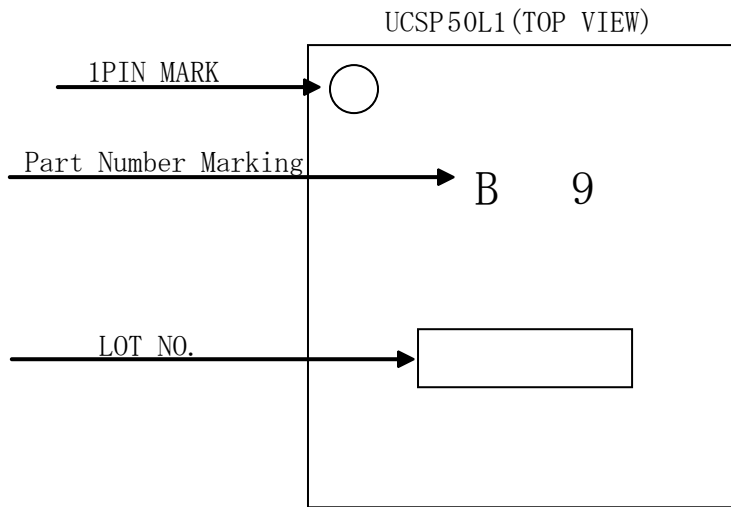 UCSP50L1(TOP VIEW)
1PIN MARK
Part Number Marking
B 9
LOT NO.